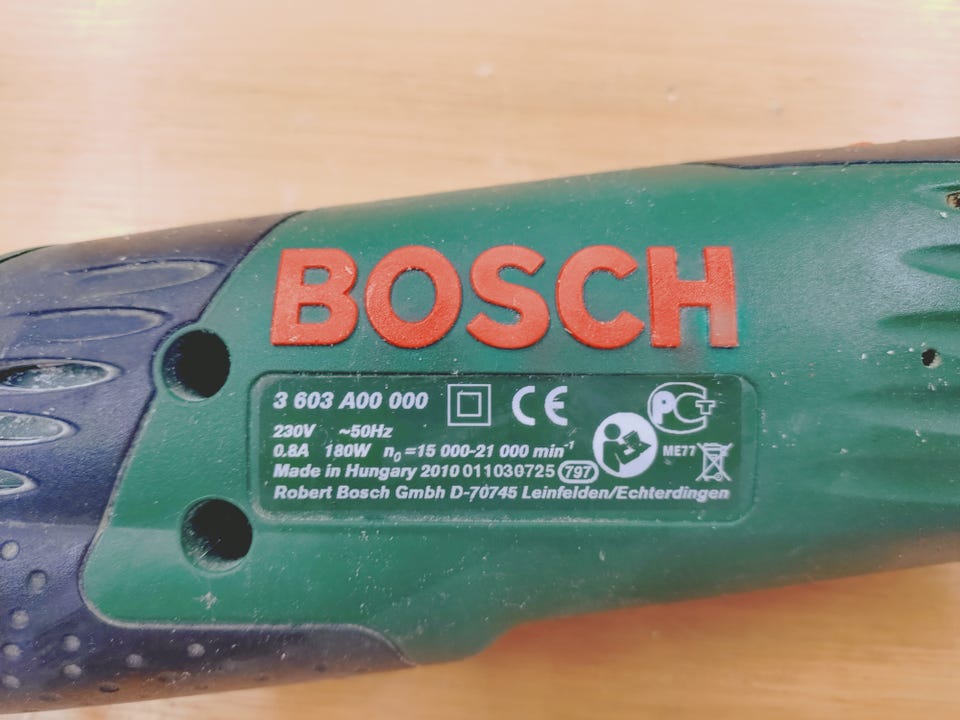 BOSCH
3 603 A00 000 CE PCT
230V ~50Hz
0.8A 180W n₀ =15 000-21 000 min⁻¹ ME77
Made in Hungary 2010 011030725 797
Robert Bosch Gmbh D-70745 Leinfelden/Echterdingen